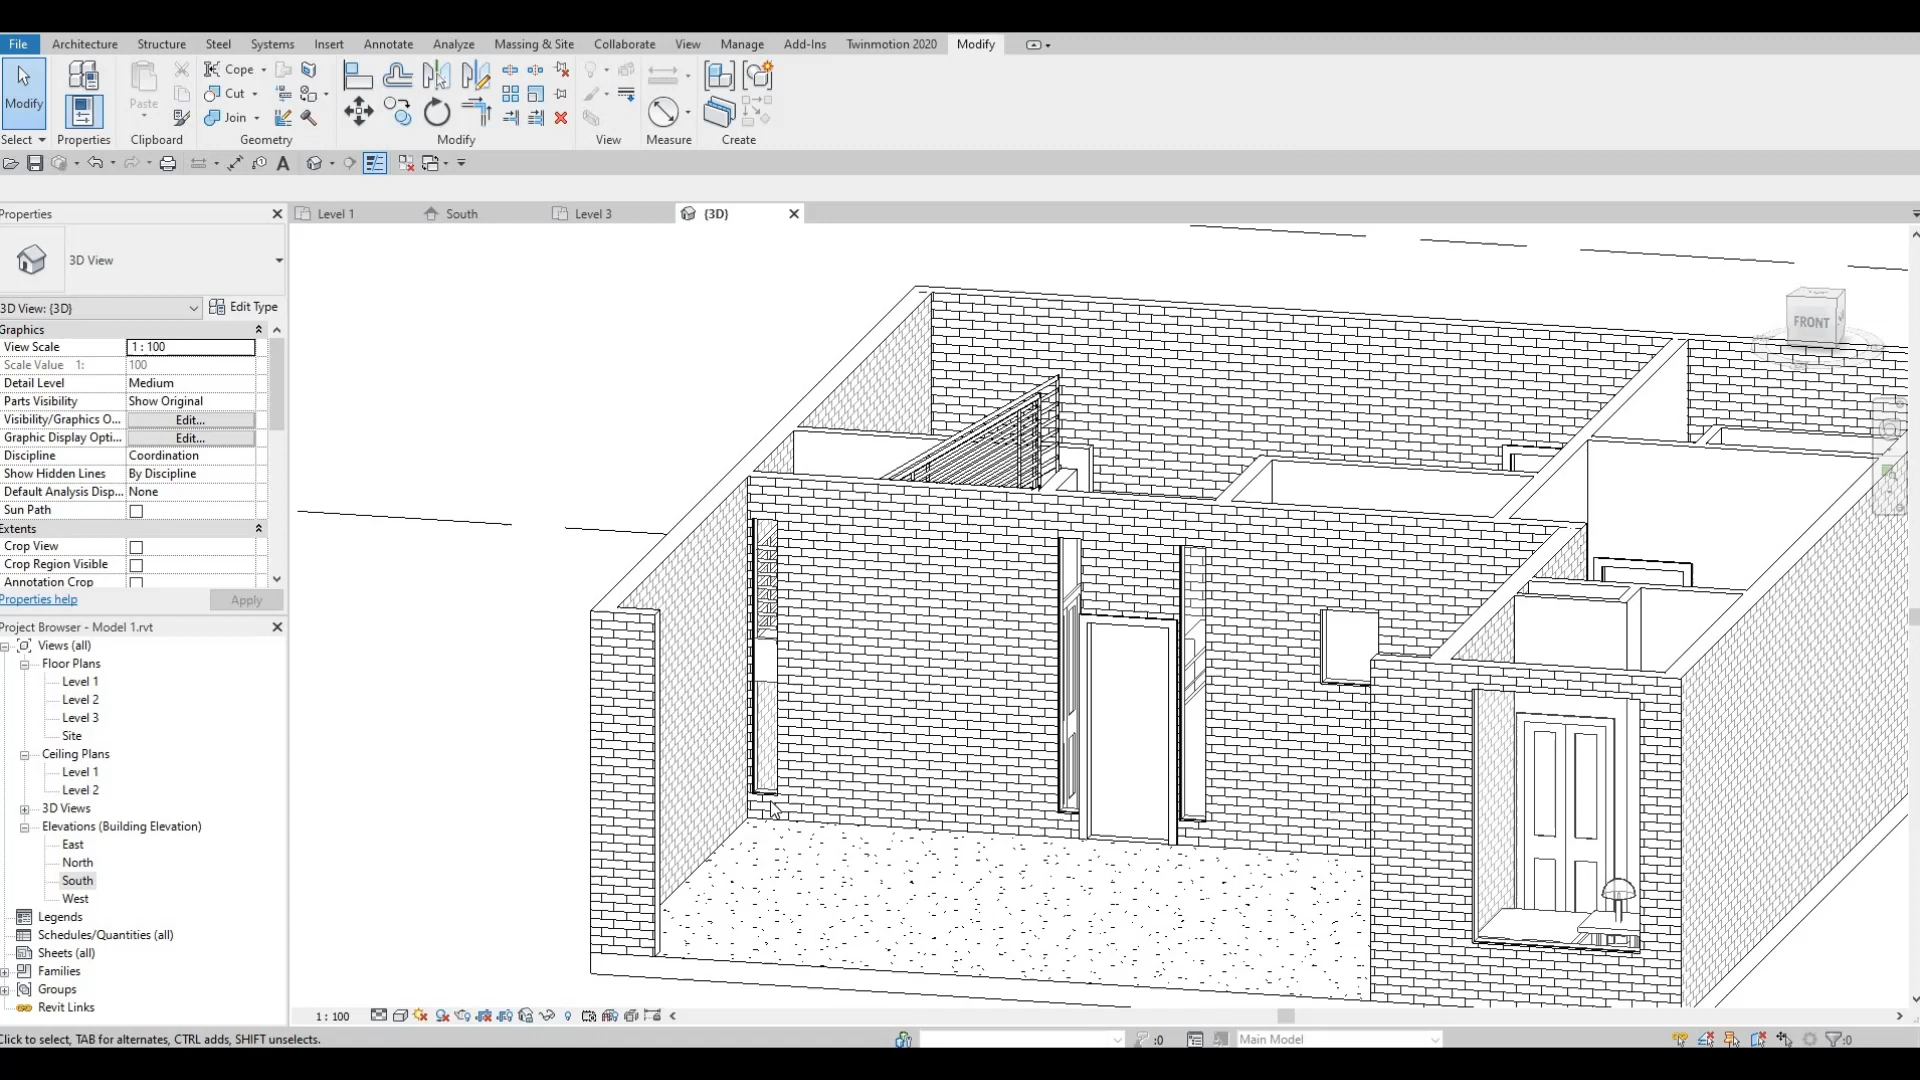 File Architecture Structure Steel Systems Insert Annotate Analyze Massing & Site Collaborate View Manage Add-Ins Twinmotion 2020 Modify
Modify Paste Cope Cut Join
Select Properties Clipboard Geometry Modify View Measure Create
Properties
Level 1 South Level 3 {3D}
3D View
3D View: {3D} Edit Type
Graphics
View Scale 1 : 100
Scale Value 1: 100
Detail Level Medium
Parts Visibility Show Original
Visibility/Graphics O... Edit...
Graphic Display Opti... Edit...
Discipline Coordination
Show Hidden Lines By Discipline
Default Analysis Disp... None
Sun Path
Extents
Crop View
Crop Region Visible
Annotation Crop
Properties help Apply
Project Browser - Model 1.rvt
Views (all)
Floor Plans
Level 1
Level 2
Level 3
Site
Ceiling Plans
Level 1
Level 2
3D Views
Elevations (Building Elevation)
East
North
South
West
Legends
Schedules/Quantities (all)
Sheets (all)
Families
Groups
Revit Links
FRONT
1 : 100
Click to select, TAB for alternates, CTRL adds, SHIFT unselects. :0 Main Model :0